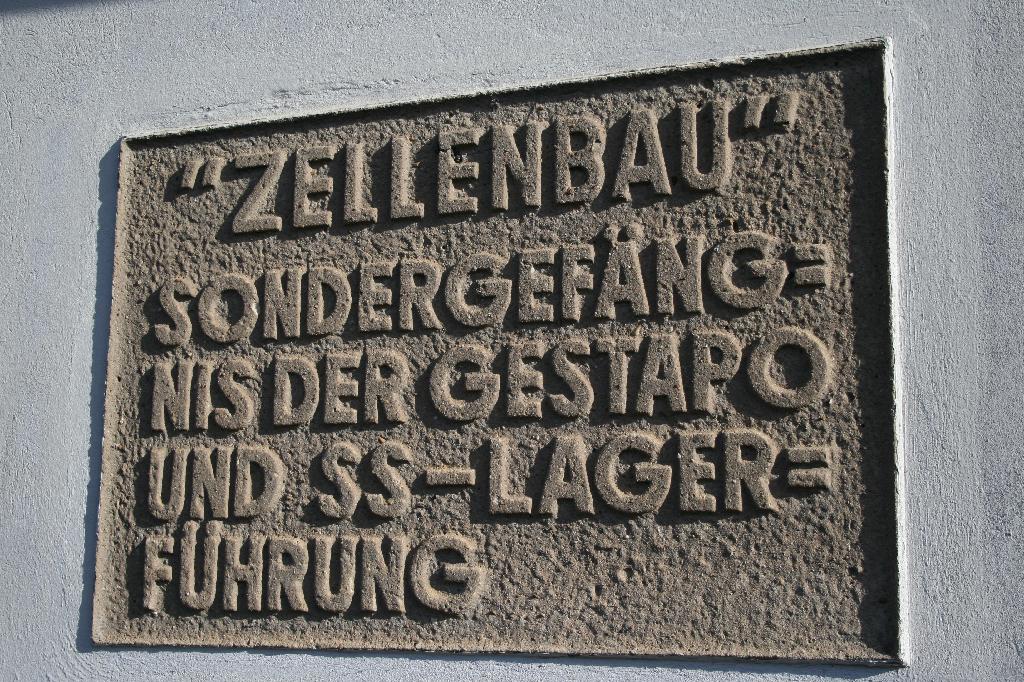 "ZELLENBAU"
SONDERGEFÄNG=
NIS DER GESTAPO
UND SS-LAGER=
FÜHRUNG